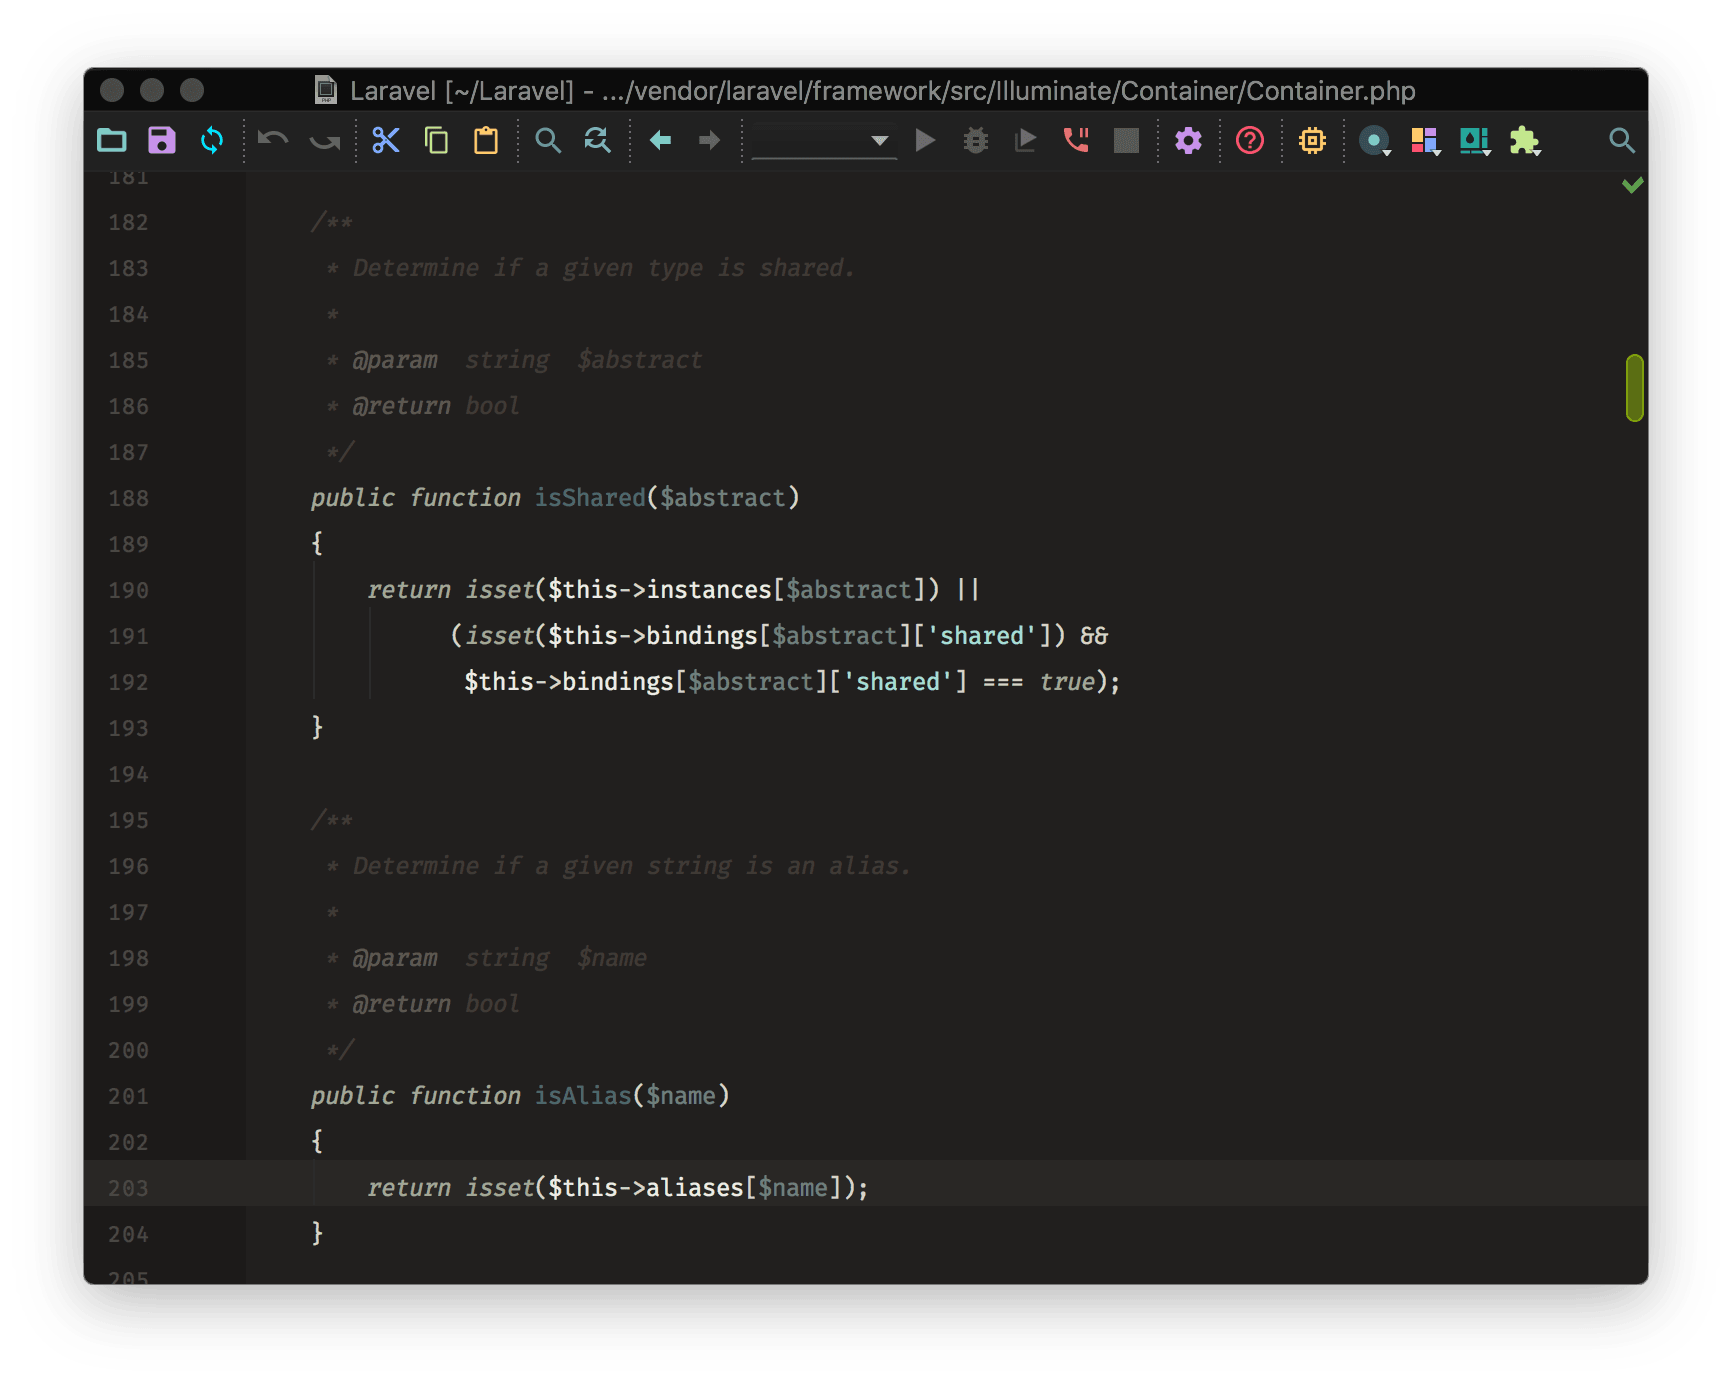 Laravel [~/Laravel] - .../vendor/laravel/framework/src/Illuminate/Container/Container.php
181
182 /**
183 * Determine if a given type is shared.
184 *
185 * @param  string  $abstract
186 * @return bool
187 */
188 public function isShared($abstract)
189 {
190 return isset($this->instances[$abstract]) ||
191 (isset($this->bindings[$abstract]['shared']) &&
192 $this->bindings[$abstract]['shared'] === true);
193 }
194
195 /**
196 * Determine if a given string is an alias.
197 *
198 * @param  string  $name
199 * @return bool
200 */
201 public function isAlias($name)
202 {
203 return isset($this->aliases[$name]);
204 }
205